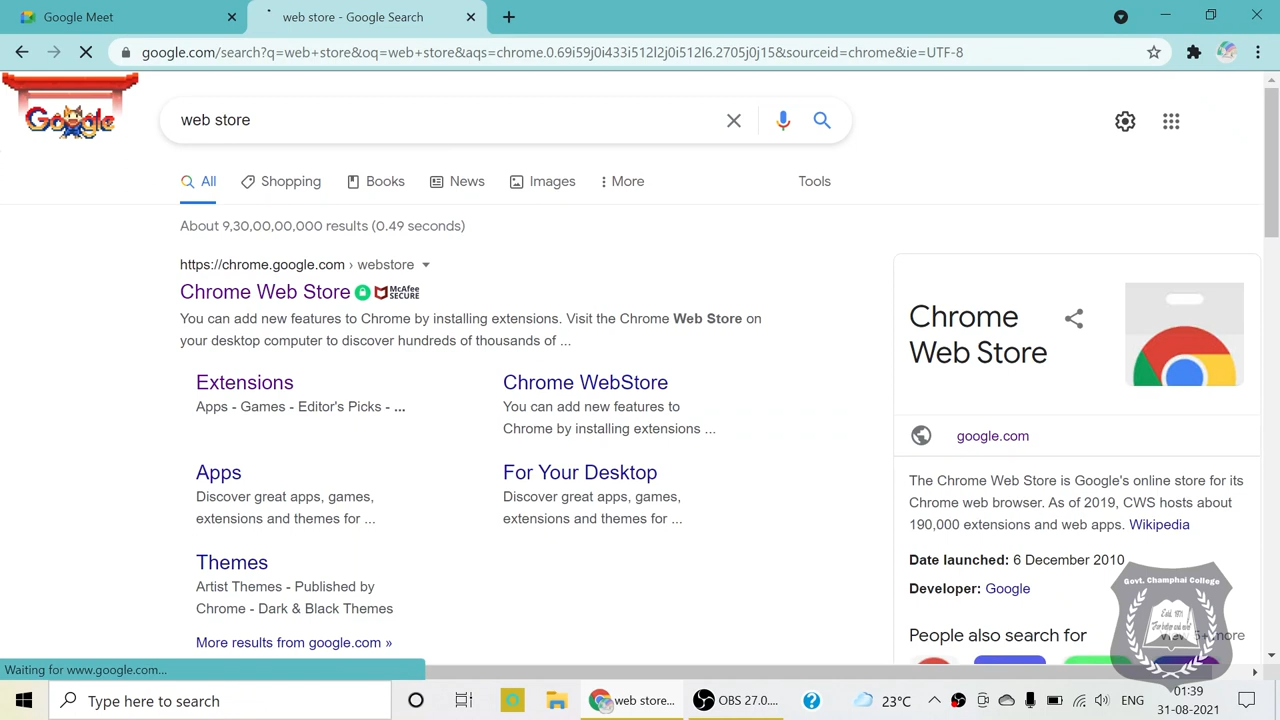 Google Meet
web store - Google Search
google.com/search?q=web+store&oq=web+store&aqs=chrome.0.69i59j0i433i512l2j0i512l6.2705j0j15&sourceid=chrome&ie=UTF-8
Google
web store
All
Shopping
Books
News
Images
More
Tools
About 9,30,00,00,000 results (0.49 seconds)
https://chrome.google.com › webstore
Chrome Web Store
McAfee
SECURE
You can add new features to Chrome by installing extensions. Visit the Chrome Web Store on
your desktop computer to discover hundreds of thousands of ...
Extensions
Apps - Games - Editor's Picks - ...
Chrome WebStore
You can add new features to
Chrome by installing extensions ...
Apps
Discover great apps, games,
extensions and themes for ...
For Your Desktop
Discover great apps, games,
extensions and themes for ...
Themes
Artist Themes - Published by
Chrome - Dark & Black Themes
More results from google.com »
Chrome
Web Store
google.com
The Chrome Web Store is Google's online store for its
Chrome web browser. As of 2019, CWS hosts about
190,000 extensions and web apps. Wikipedia
Date launched: 6 December 2010
Developer: Google
People also search for
View 5+ more
Govt. Champhai College
Estd. 1971
Waiting for www.google.com...
Type here to search
web store...
OBS 27.0....
23°C
ENG
01:39
31-08-2021